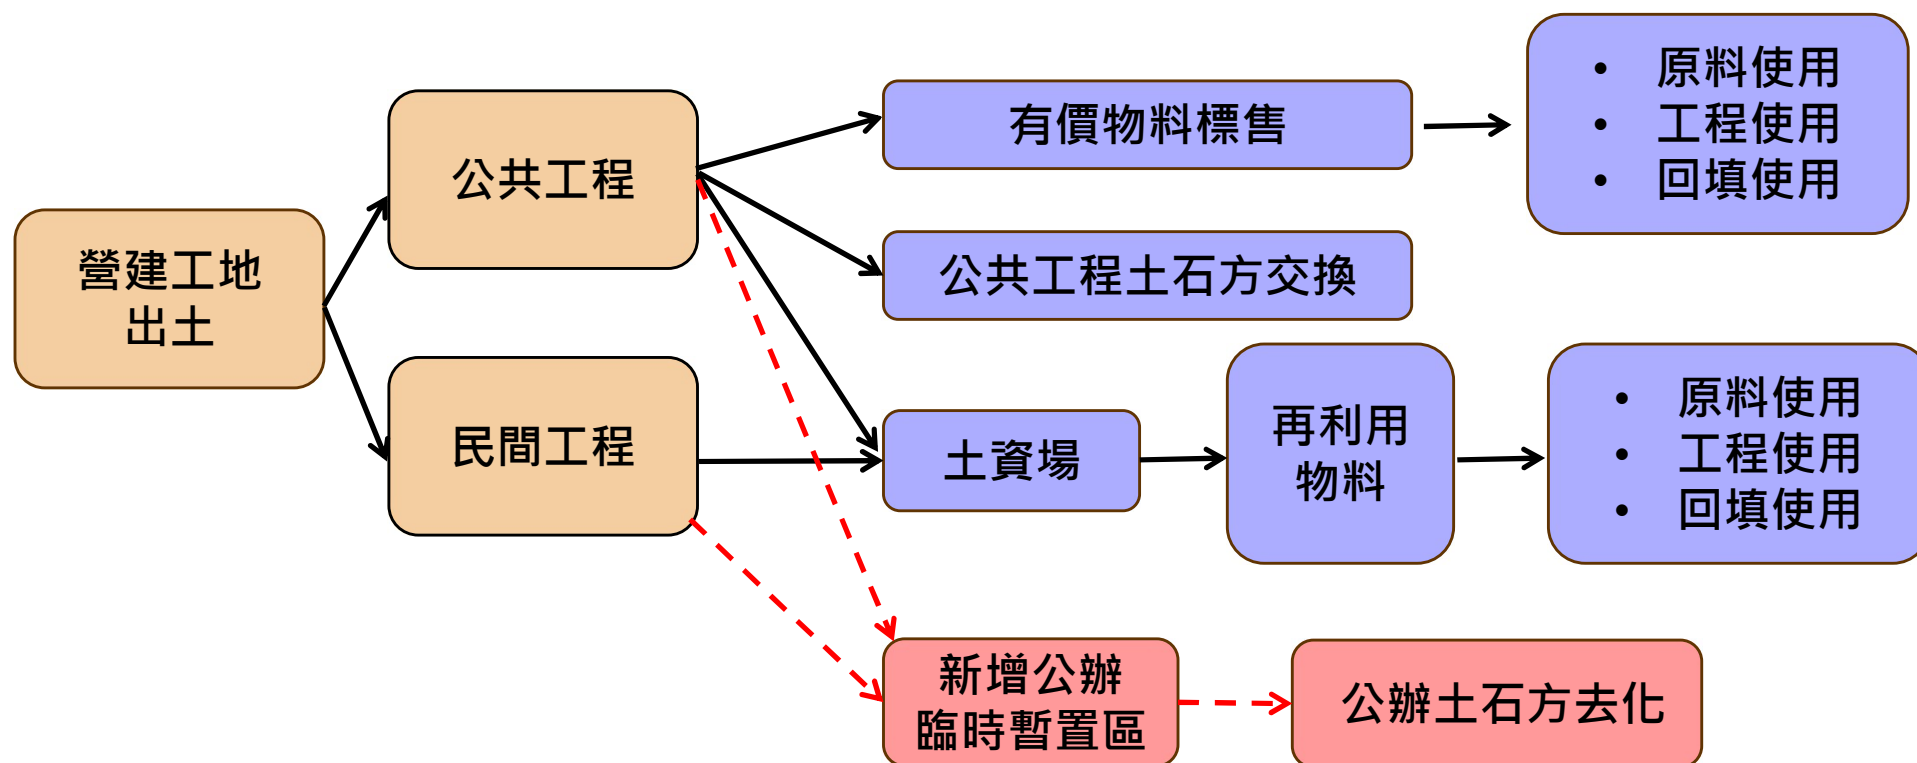 營建工地
出土
公共工程
民間工程
有價物料標售
• 原料使用
• 工程使用
• 回填使用
公共工程土石方交換
土資場
再利用
物料
• 原料使用
• 工程使用
• 回填使用
新增公辦
臨時暫置區
公辦土石方去化